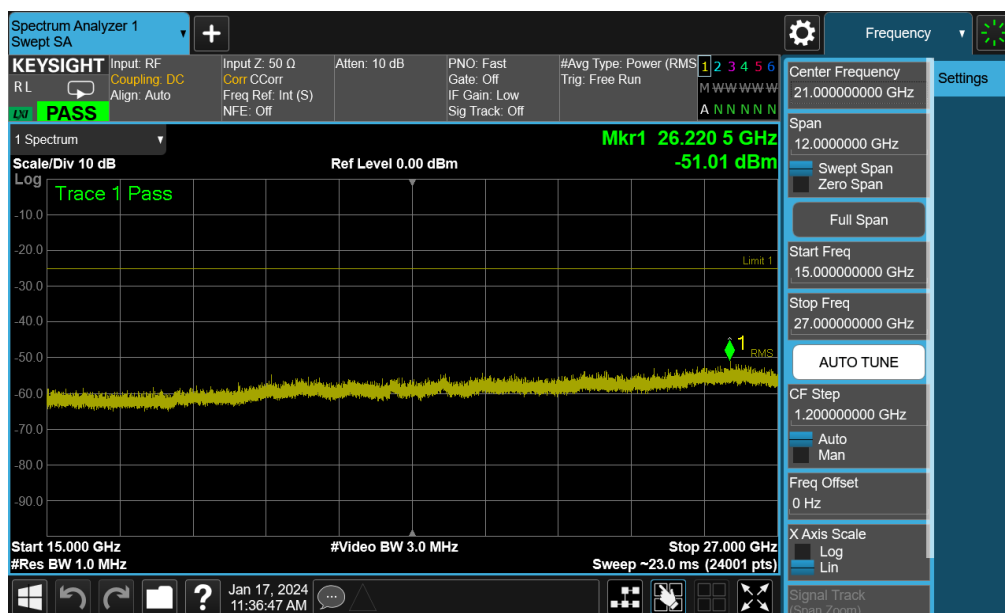 Spectrum Analyzer 1
Swept SA
+
Frequency
KEYSIGHT
R L
LXI
PASS
Input: RF
Coupling: DC
Align: Auto
Input Z: 50 Ω
Corr CCorr
Freq Ref: Int (S)
NFE: Off
Atten: 10 dB
PNO: Fast
Gate: Off
IF Gain: Low
Sig Track: Off
#Avg Type: Power (RMS
Trig: Free Run
1 2 3 4 5 6
M W W W W W
A N N N N N
Settings
1 Spectrum
Mkr1 26.220 5 GHz
Scale/Div 10 dB
Ref Level 0.00 dBm
-51.01 dBm
Log
Trace 1 Pass
-10.0
-20.0
Limit 1
-30.0
-40.0
1
RMS
-50.0
-60.0
-70.0
-80.0
-90.0
Start 15.000 GHz
#Video BW 3.0 MHz
Stop 27.000 GHz
#Res BW 1.0 MHz
Sweep ~23.0 ms (24001 pts)
Center Frequency
21.000000000 GHz
Span
12.0000000 GHz
Swept Span
Zero Span
Full Span
Start Freq
15.000000000 GHz
Stop Freq
27.000000000 GHz
AUTO TUNE
CF Step
1.200000000 GHz
Auto
Man
Freq Offset
0 Hz
X Axis Scale
Log
Lin
Signal Track
(Span Zoom)
?
Jan 17, 2024
11:36:47 AM